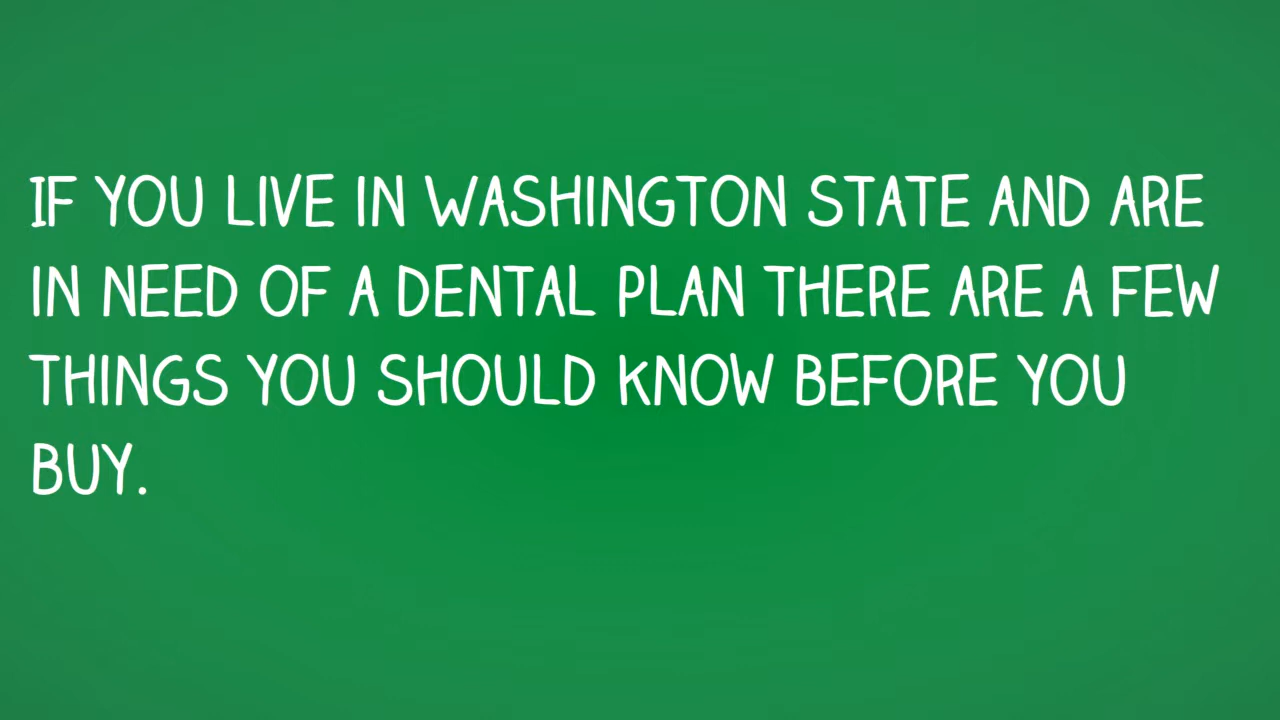 IF YOU LIVE IN WASHINGTON STATE AND ARE
IN NEED OF A DENTAL PLAN THERE ARE A FEW
THINGS YOU SHOULD KNOW BEFORE YOU
BUY.